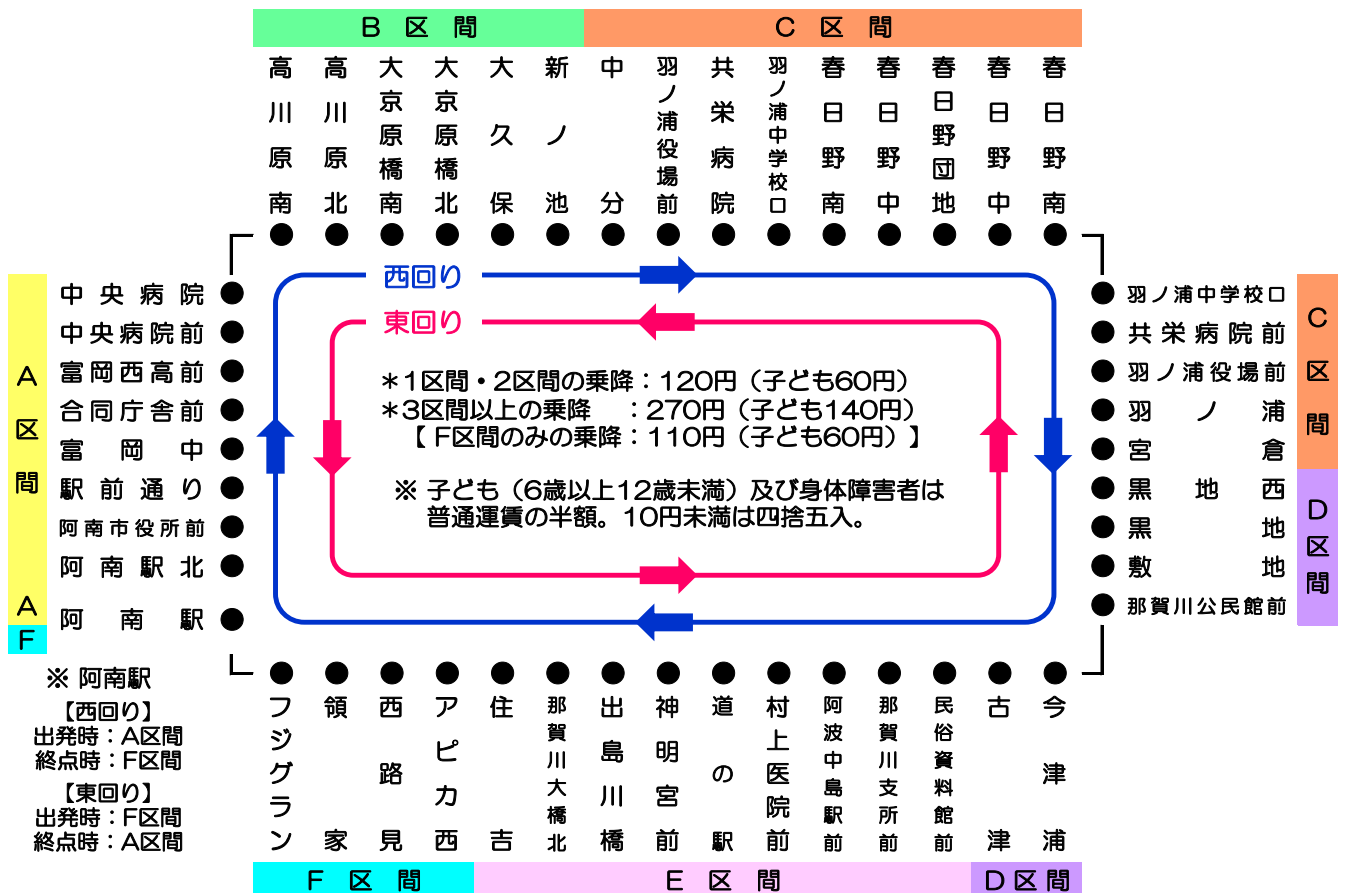 B区間
C区間
高川原南
高川原北
大京原橋南
大京原橋北
大久保
新ノ池
中分
羽ノ浦役場前
共栄病院
羽ノ浦中学校口
春日野南
春日野中
春日野団地
春日野中
春日野南
A区間
A
F
中央病院
中央病院前
富岡西高前
合同庁舎前
富岡中
駅前通り
阿南市役所前
阿南駅北
阿南駅
西回り
東回り
＊1区間・2区間の乗降：120円（子ども60円）
＊3区間以上の乗降　：270円（子ども140円）
【 F区間のみの乗降：110円（子ども60円）】
※ 子ども（6歳以上12歳未満）及び身体障害者は
普通運賃の半額。10円未満は四捨五入。
羽ノ浦中学校口
共栄病院前
羽ノ浦役場前
羽ノ浦
宮倉
黒地西
黒地
敷地
那賀川公民館前
C区間
D区間
※ 阿南駅
【西回り】
出発時：A区間
終点時：F区間
【東回り】
出発時：F区間
終点時：A区間
フジグラン
領家
西路見
アピカ西
住吉
那賀川大橋北
出島川橋
神明宮前
道の駅
村上医院前
阿波中島駅前
那賀川支所前
民俗資料館前
古津
今津浦
F区間
E区間
D区間